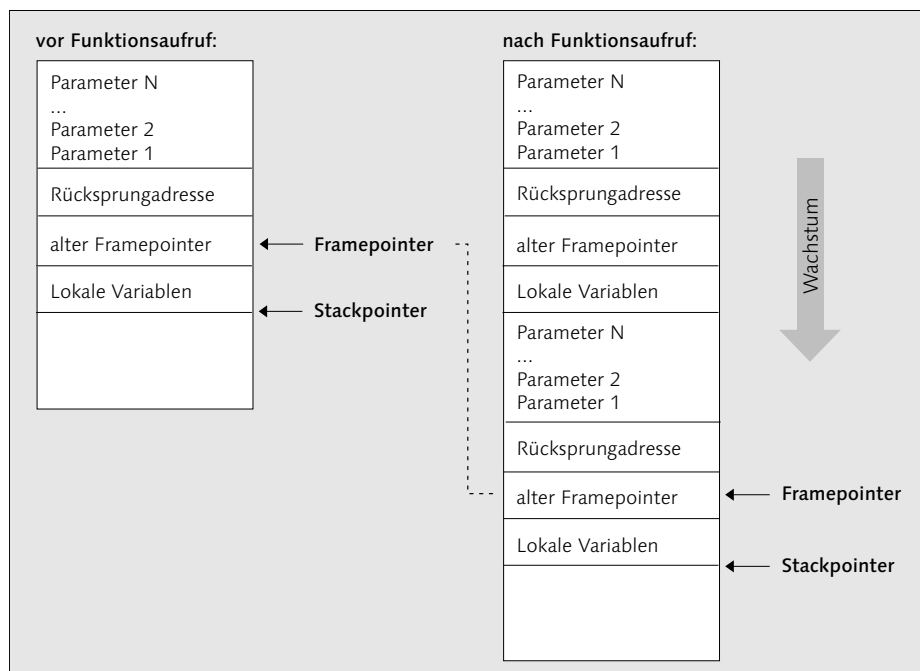 vor Funktionsaufruf:
Parameter N
...
Parameter 2
Parameter 1
Rücksprungadresse
alter Framepointer
Lokale Variablen
Framepointer
Stackpointer
nach Funktionsaufruf:
Parameter N
...
Parameter 2
Parameter 1
Rücksprungadresse
alter Framepointer
Lokale Variablen
Parameter N
...
Parameter 2
Parameter 1
Rücksprungadresse
alter Framepointer
Lokale Variablen
Framepointer
Stackpointer
Wachstum